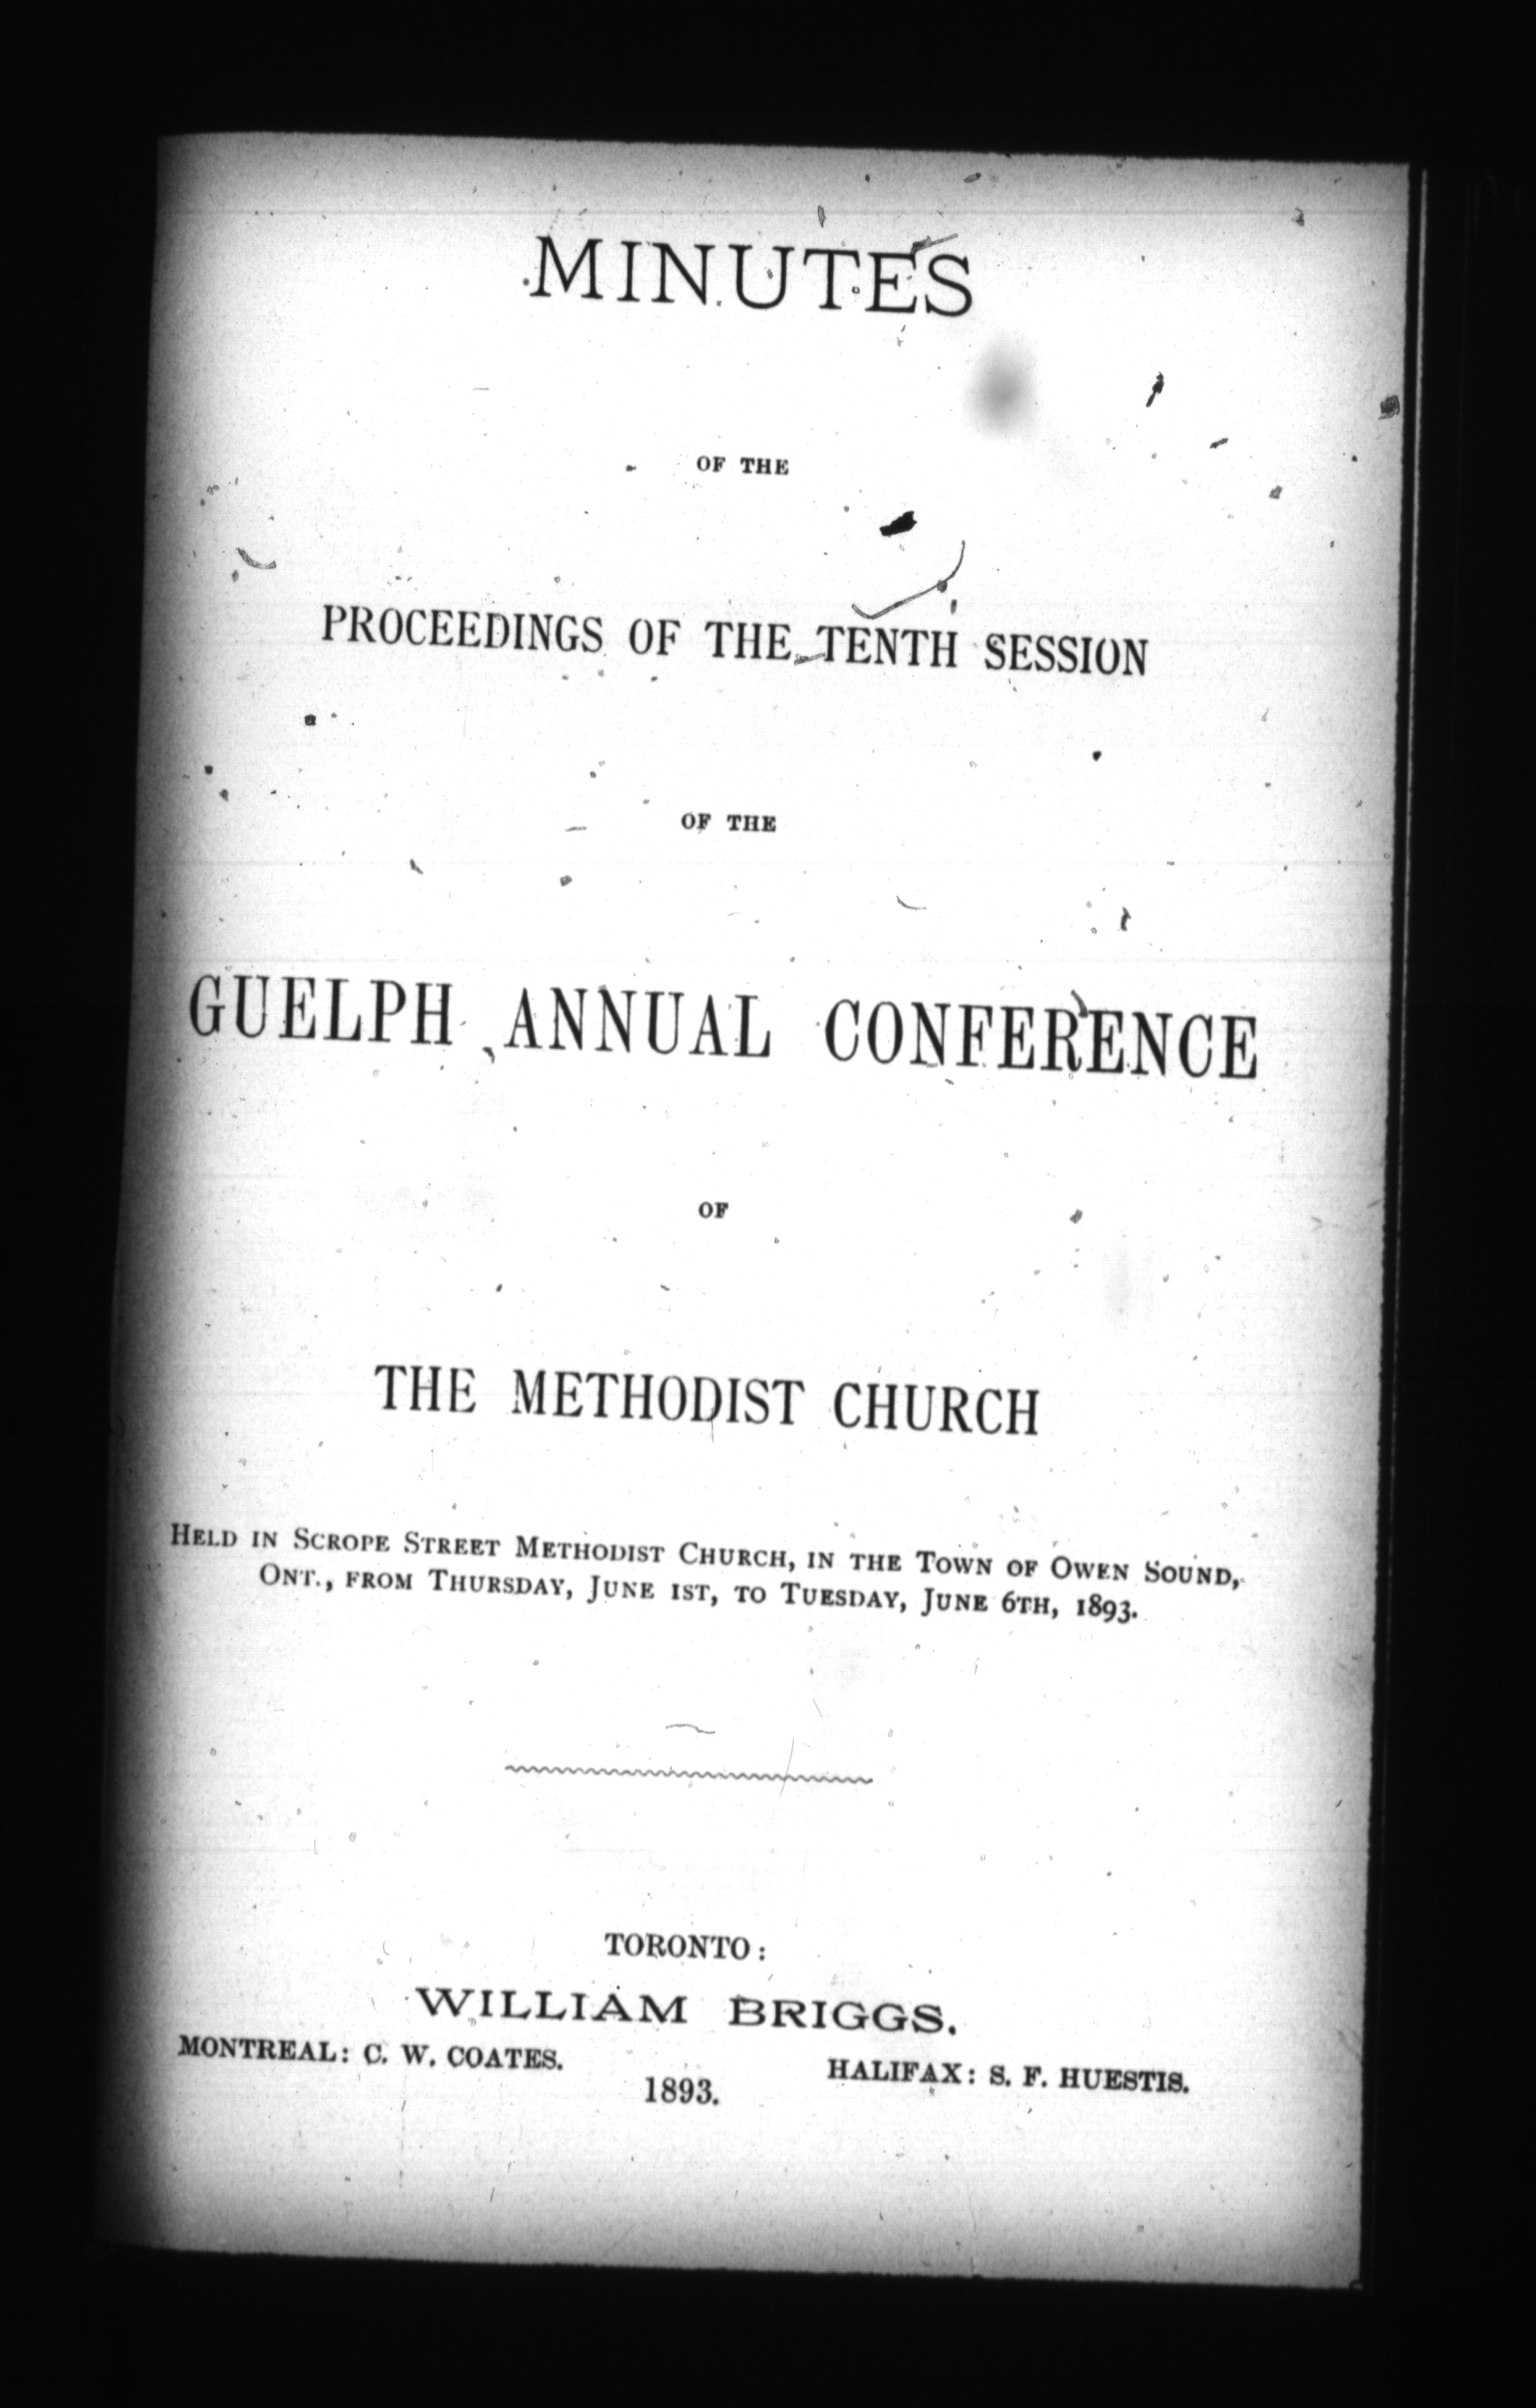 MINUTES
OF THE
PROCEEDINGS OF THE TENTH SESSION
OF THE
GUELPH ANNUAL CONFERENCE
OF
THE METHODIST CHURCH
HELD IN SCROPE STREET METHODIST CHURCH, IN THE TOWN OF OWEN SOUND,
ONT., FROM THURSDAY, JUNE 1ST, TO TUESDAY, JUNE 6TH, 1893.
TORONTO:
WILLIAM BRIGGS.
MONTREAL: C. W. COATES. HALIFAX: S. F. HUESTIS.
1893.